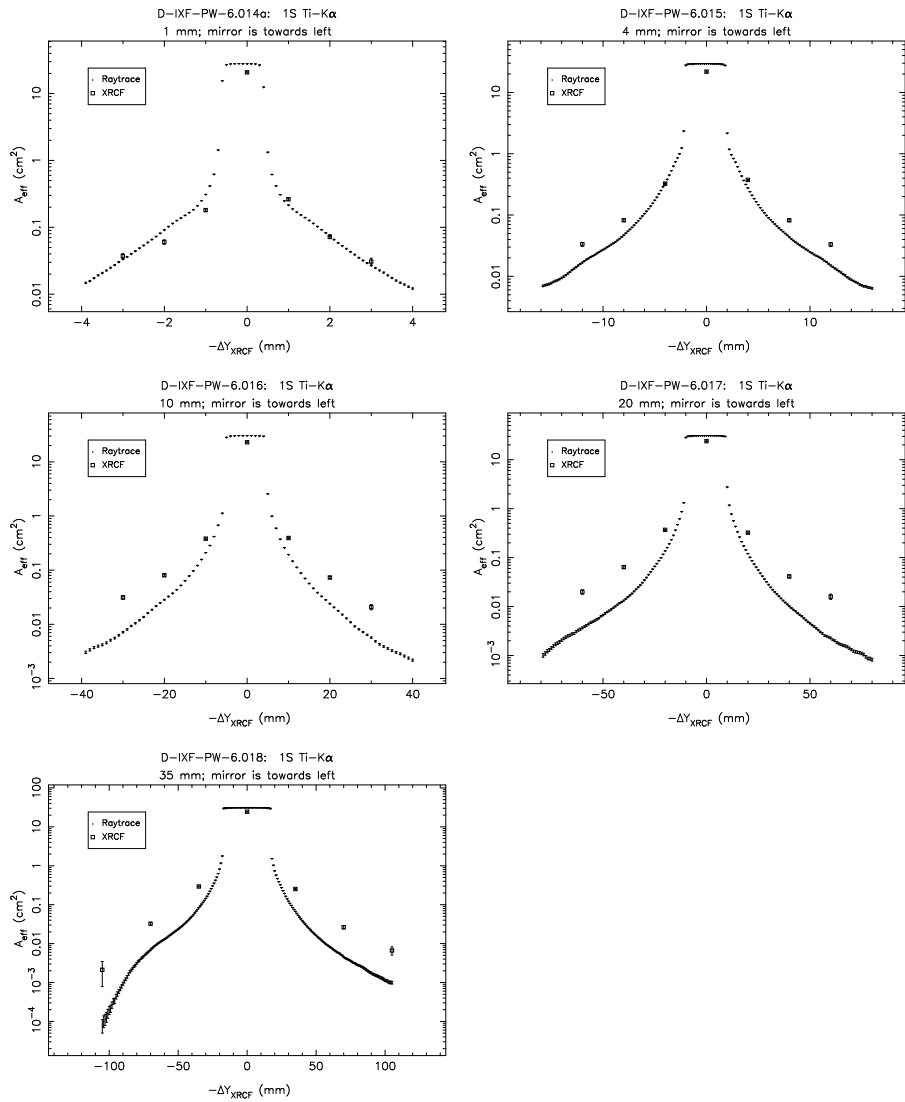 D-IXF-PW-6.014a: 1S Ti-Kα
1 mm; mirror is towards left
Raytrace
XRCF
A_eff (cm²)
10
1
0.1
0.01
−4 −2 0 2 4
−ΔY_XRCF (mm)
D-IXF-PW-6.015: 1S Ti-Kα
4 mm; mirror is towards left
Raytrace
XRCF
A_eff (cm²)
10
1
0.1
0.01
−10 0 10
−ΔY_XRCF (mm)
D-IXF-PW-6.016: 1S Ti-Kα
10 mm; mirror is towards left
Raytrace
XRCF
A_eff (cm²)
10
1
0.1
0.01
10⁻³
−40 −20 0 20 40
−ΔY_XRCF (mm)
D-IXF-PW-6.017: 1S Ti-Kα
20 mm; mirror is towards left
Raytrace
XRCF
A_eff (cm²)
10
1
0.1
0.01
10⁻³
−50 0 50
−ΔY_XRCF (mm)
D-IXF-PW-6.018: 1S Ti-Kα
35 mm; mirror is towards left
Raytrace
XRCF
A_eff (cm²)
100
10
1
0.1
0.01
10⁻³
10⁻⁴
−100 −50 0 50 100
−ΔY_XRCF (mm)